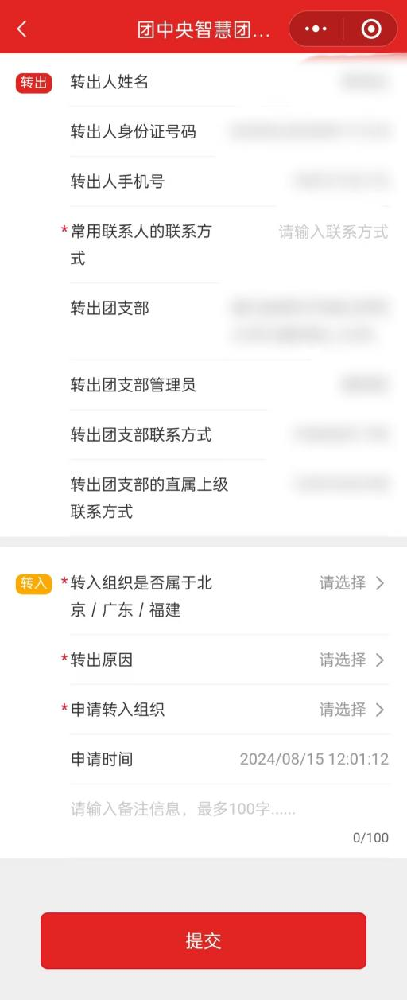 团中央智慧团...
转出 转出人姓名
转出人身份证号码
转出人手机号
*常用联系人的联系方 请输入联系方式
式
转出团支部
转出团支部管理员
转出团支部联系方式
转出团支部的直属上级
联系方式
转入 *转入组织是否属于北 请选择
京 / 广东 / 福建
*转出原因 请选择
*申请转入组织 请选择
申请时间 2024/08/15 12:01:12
请输入备注信息，最多100字......
0/100
提交